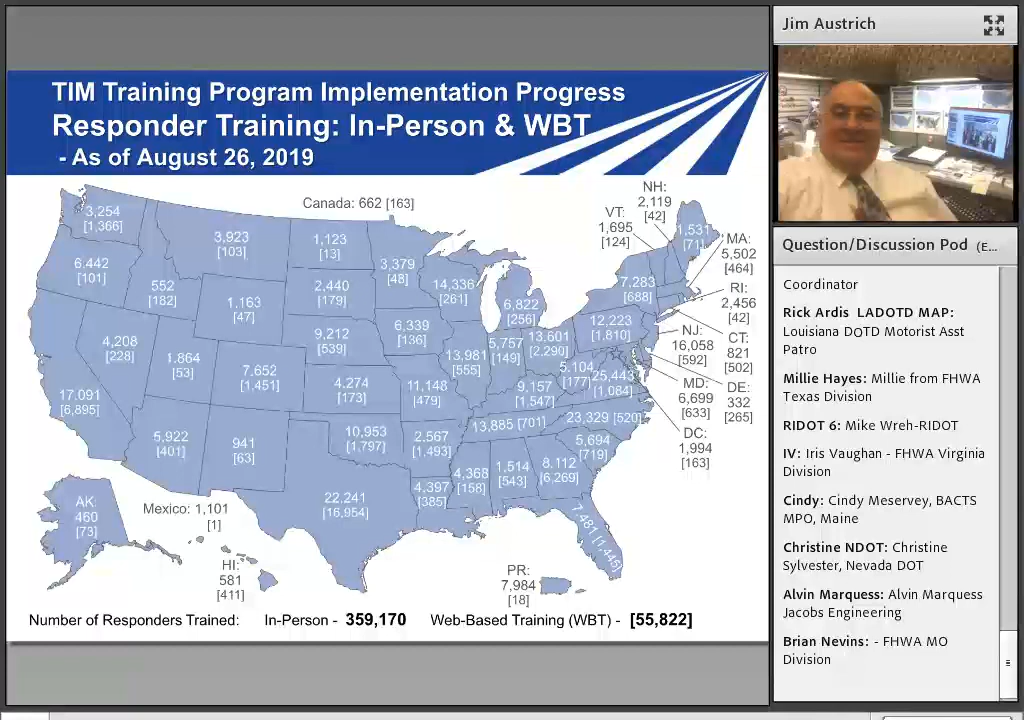 TIM Training Program Implementation Progress
Responder Training: In-Person & WBT
- As of August 26, 2019
Canada: 662 [163]
NH:
2,119
[42]
VT:
1,695
[124]
1,531
[71]
MA:
5,502
[464]
3,254
[1,366]
3,923
[103]
1,123
[13]
3,379
[48]
6,442
[101]
552
[182]
2,440
[179]
14,336
[261]
7,283
[688]
RI:
2,456
[42]
1,163
[47]
6,822
[256]
12,223
[1,810]
NJ:
16,058
[592]
CT:
821
[502]
4,208
[228]
1,864
[53]
9,212
[539]
6,339
[136]
13,981
[555]
5,757
[149]
13,601
[2,290]
5,104
[177]
25,443
[1,084]
MD:
6,699
[633]
DE:
332
[265]
17,091
[6,895]
7,652
[1,451]
4,274
[173]
11,148
[479]
9,157
[1,547]
13,885 [701]
23,329 [520]
DC:
1,994
[163]
5,922
[401]
941
[63]
10,953
[1,797]
2,567
[1,493]
5,694
[719]
4,368
[158]
1,514
[543]
8,112
[6,269]
22,241
[16,954]
4,397
[385]
7,481 [1,445]
AK:
460
[73]
Mexico: 1,101
[1]
HI:
581
[411]
PR:
7,984
[18]
Number of Responders Trained: In-Person - 359,170 Web-Based Training (WBT) - [55,822]
Jim Austrich
Question/Discussion Pod (E...
Coordinator
Rick Ardis LADOTD MAP:
Louisiana DOTD Motorist Asst
Patro
Millie Hayes: Millie from FHWA
Texas Division
RIDOT 6: Mike Wreh-RIDOT
IV: Iris Vaughan - FHWA Virginia
Division
Cindy: Cindy Meservey, BACTS
MPO, Maine
Christine NDOT: Christine
Sylvester, Nevada DOT
Alvin Marquess: Alvin Marquess
Jacobs Engineering
Brian Nevins: - FHWA MO
Division